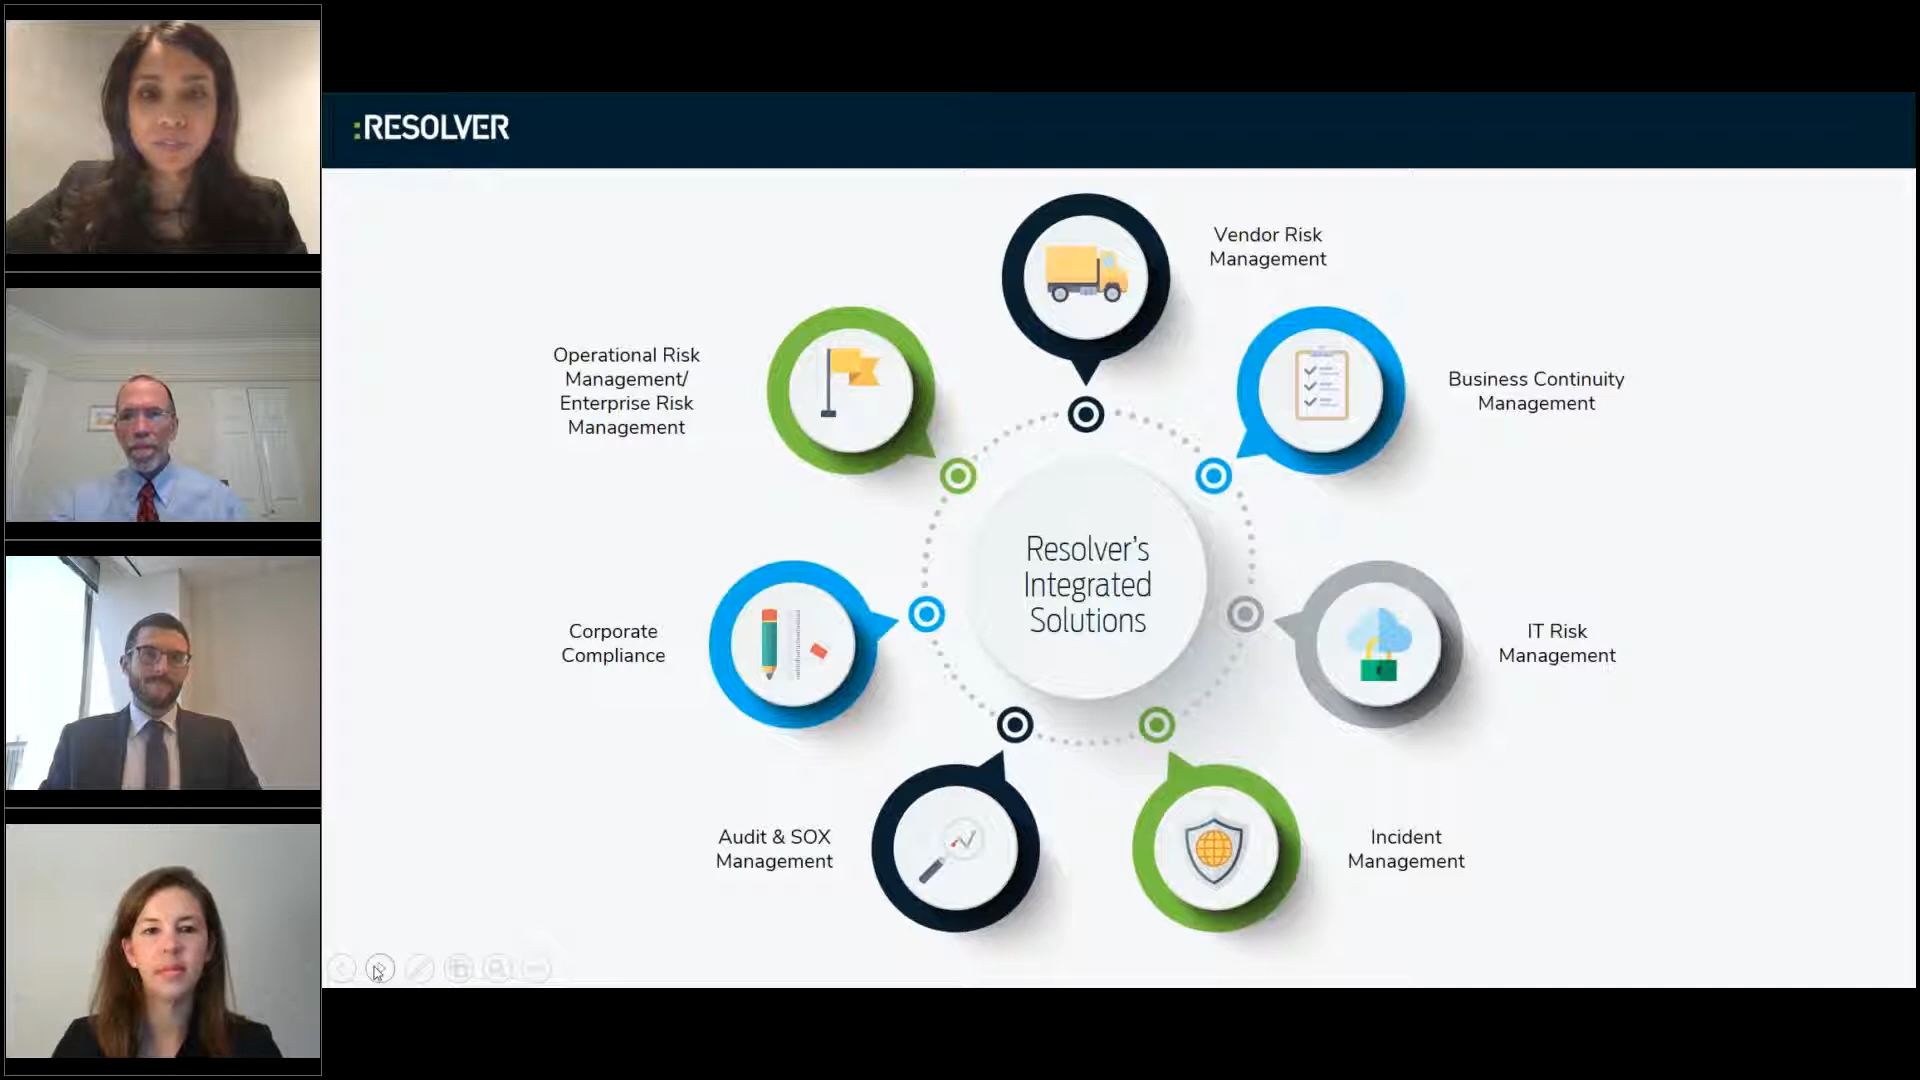 :RESOLVER
Vendor Risk
Management
Operational Risk
Management/
Enterprise Risk
Management
Business Continuity
Management
Resolver's
Integrated
Solutions
Corporate
Compliance
IT Risk
Management
Audit & SOX
Management
Incident
Management